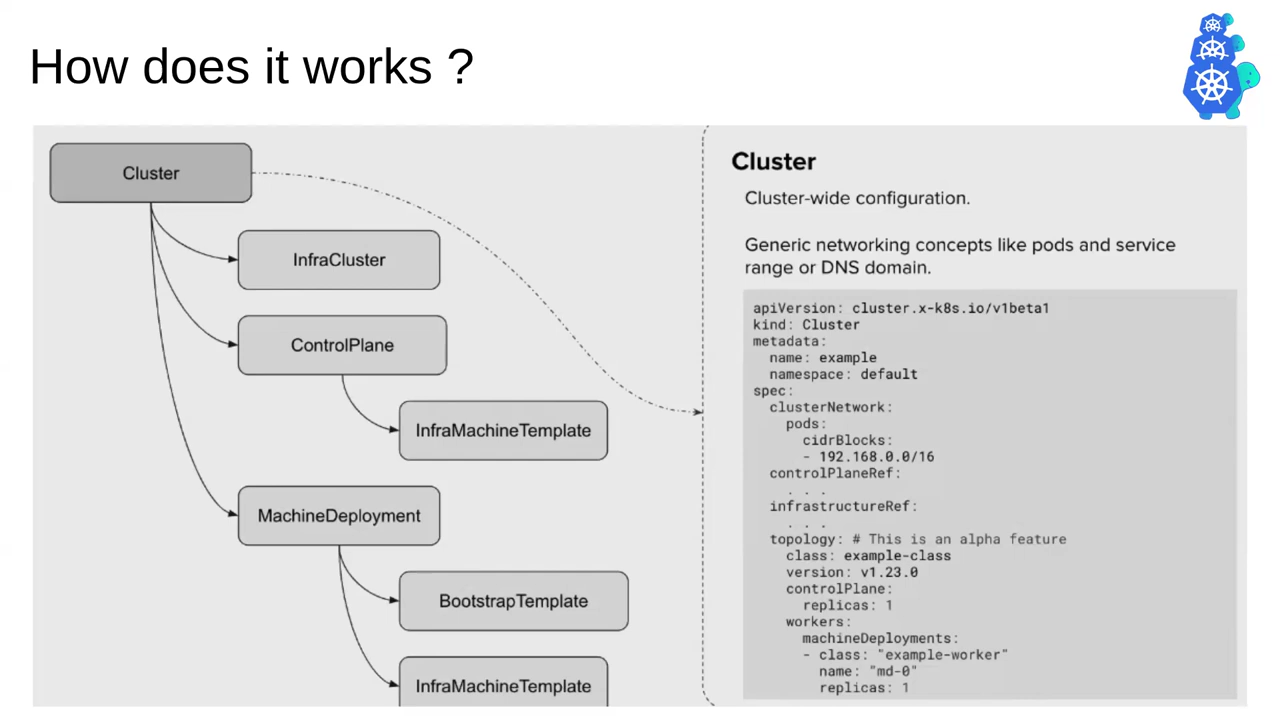 How does it works ?
Cluster
InfraCluster
ControlPlane
InfraMachineTemplate
MachineDeployment
BootstrapTemplate
InfraMachineTemplate
Cluster
Cluster-wide configuration.
Generic networking concepts like pods and service
range or DNS domain.
apiVersion: cluster.x-k8s.io/v1beta1
kind: Cluster
metadata:
  name: example
  namespace: default
spec:
  clusterNetwork:
    pods:
      cidrBlocks:
      - 192.168.0.0/16
  controlPlaneRef:
    . . .
  infrastructureRef:
    . . .
  topology: # This is an alpha feature
    class: example-class
    version: v1.23.0
    controlPlane:
      replicas: 1
    workers:
      machineDeployments:
      - class: "example-worker"
        name: "md-0"
        replicas: 1